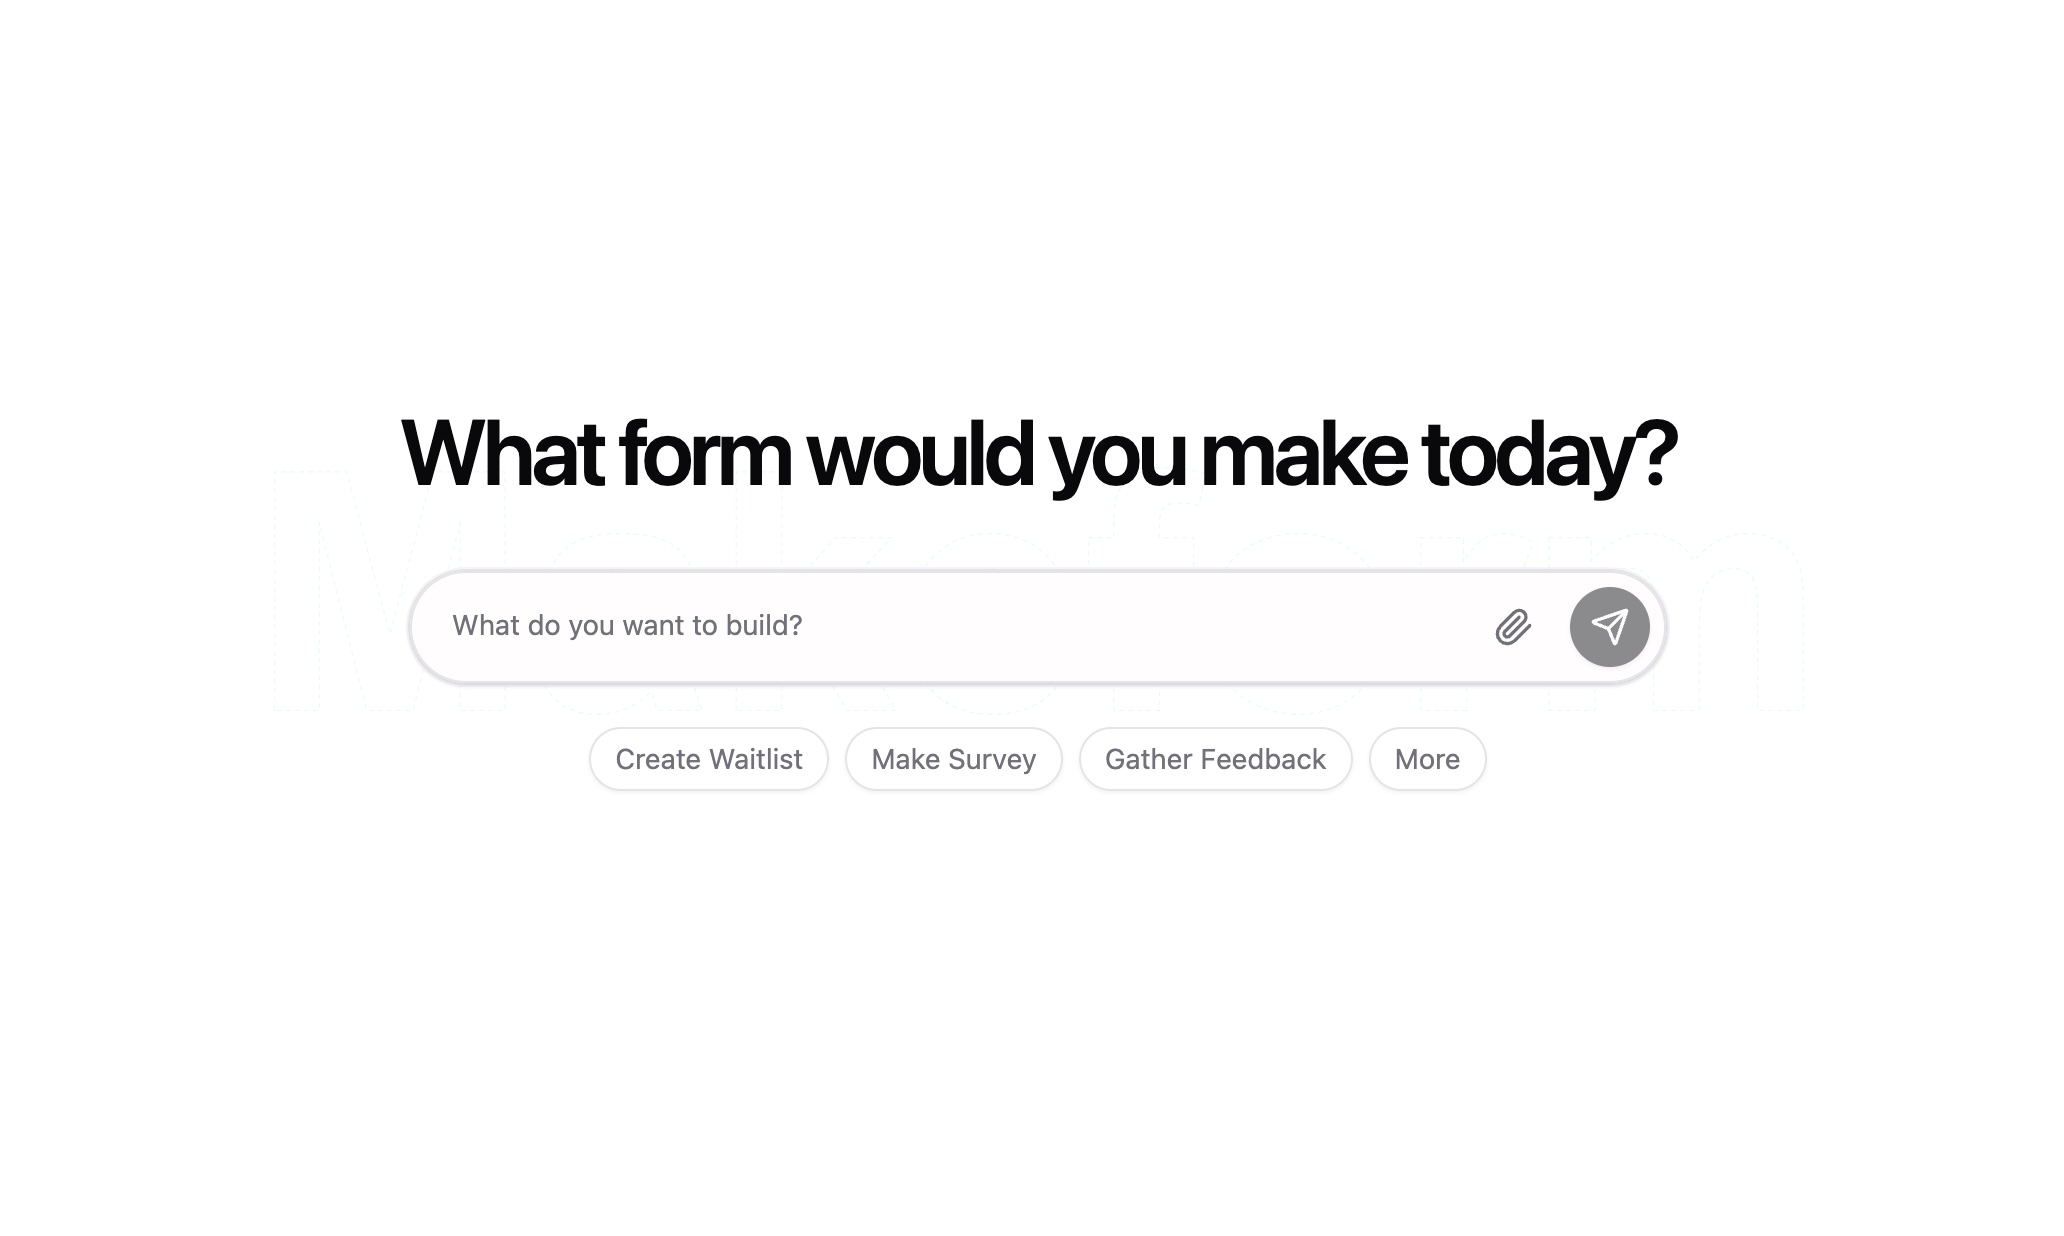 What form would you make today?
Makeform
What do you want to build?
Create Waitlist
Make Survey
Gather Feedback
More